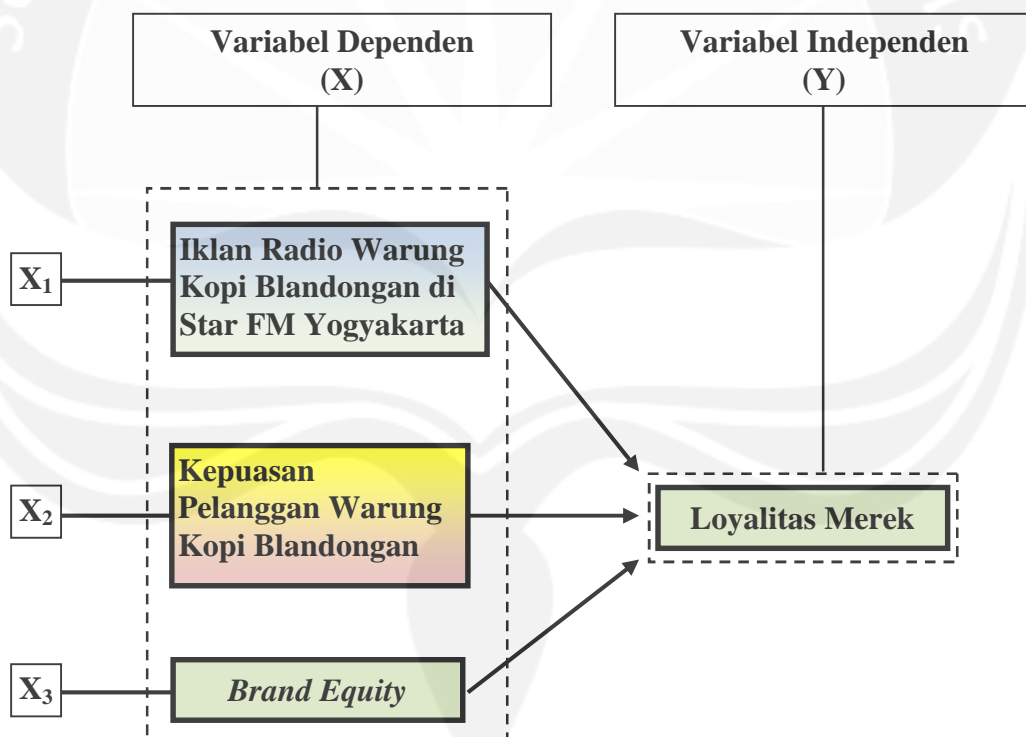 Variabel Dependen
(X)
Variabel Independen
(Y)
X₁
Iklan Radio Warung
Kopi Blandongan di
Star FM Yogyakarta
X₂
Kepuasan
Pelanggan Warung
Kopi Blandongan
Loyalitas Merek
X₃
Brand Equity